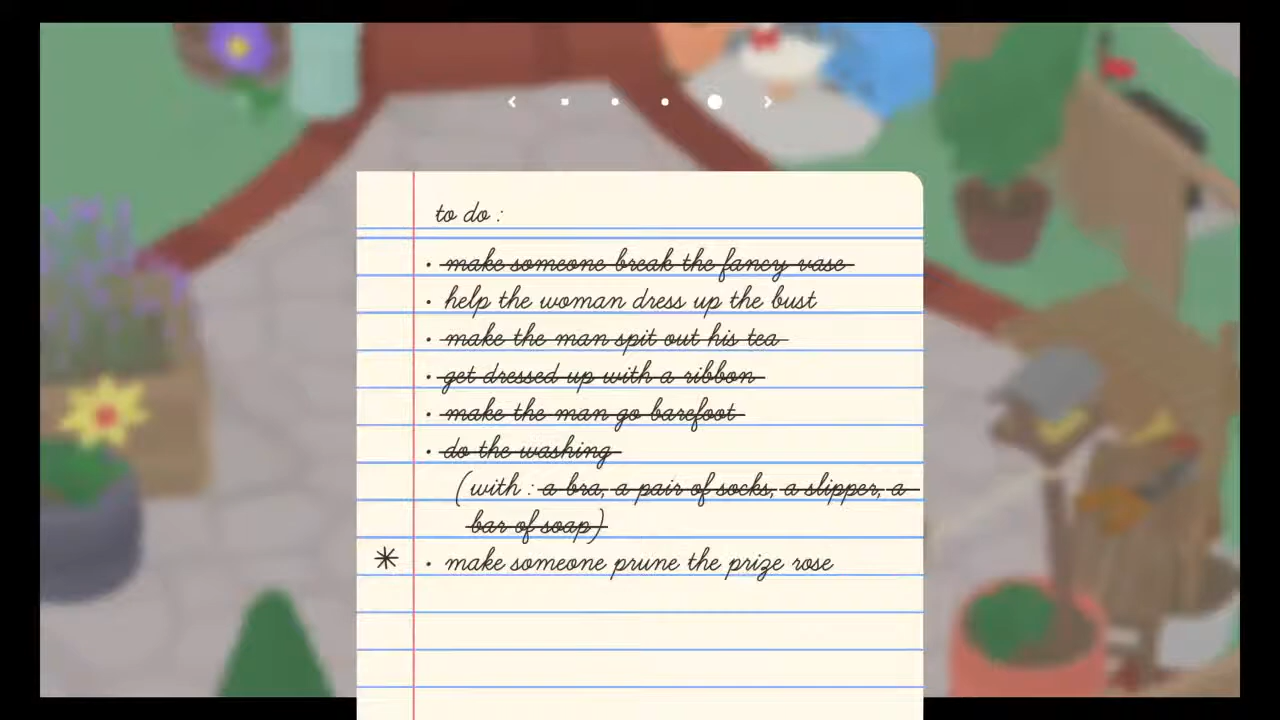 to do :
• make someone break the fancy vase
• help the woman dress up the bust
• make the man spit out his tea
• get dressed up with a ribbon
• make the man go barefoot
• do the washing
(with : a bra, a pair of socks, a slipper, a
bar of soap)
• make someone prune the prize rose